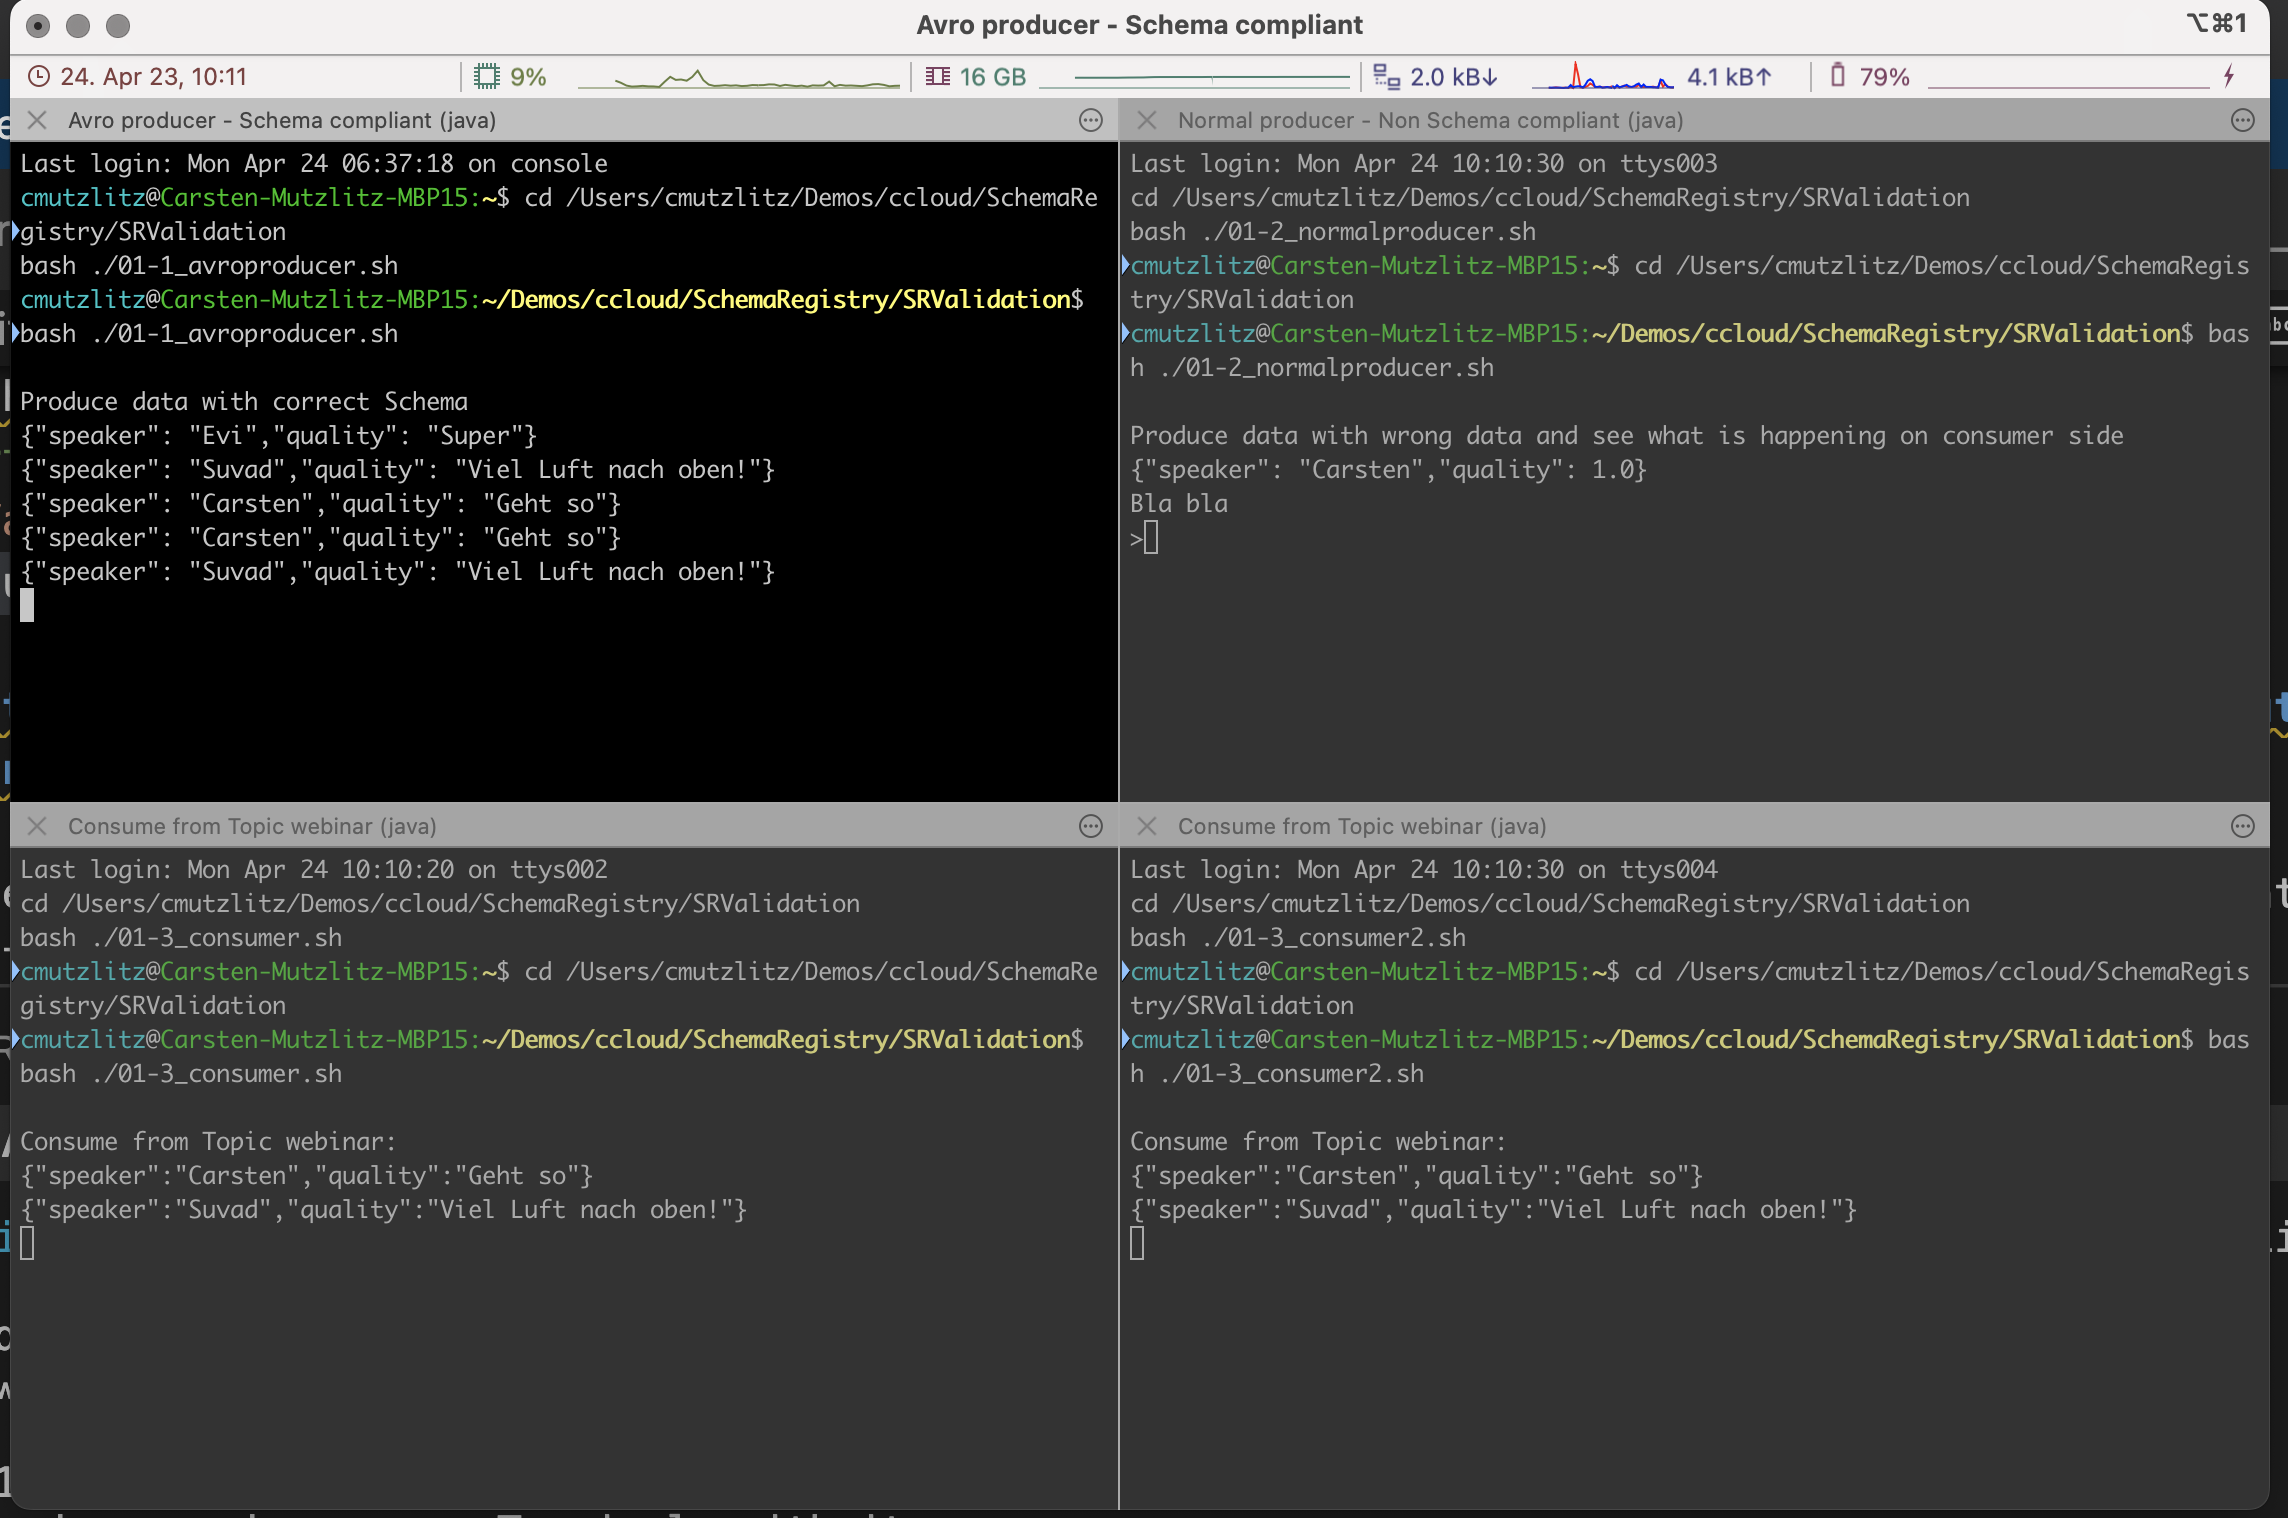 Avro producer - Schema compliant
⌥⌘1
24. Apr 23, 10:11
9%
16 GB
2.0 kB↓
4.1 kB↑
79%
Avro producer - Schema compliant (java)
Last login: Mon Apr 24 06:37:18 on console
cmutzlitz@Carsten-Mutzlitz-MBP15:~$ cd /Users/cmutzlitz/Demos/ccloud/SchemaRe
gistry/SRValidation
bash ./01-1_avroproducer.sh
cmutzlitz@Carsten-Mutzlitz-MBP15:~/Demos/ccloud/SchemaRegistry/SRValidation$
bash ./01-1_avroproducer.sh
Produce data with correct Schema
{"speaker": "Evi","quality": "Super"}
{"speaker": "Suvad","quality": "Viel Luft nach oben!"}
{"speaker": "Carsten","quality": "Geht so"}
{"speaker": "Carsten","quality": "Geht so"}
{"speaker": "Suvad","quality": "Viel Luft nach oben!"}
Normal producer - Non Schema compliant (java)
Last login: Mon Apr 24 10:10:30 on ttys003
cd /Users/cmutzlitz/Demos/ccloud/SchemaRegistry/SRValidation
bash ./01-2_normalproducer.sh
cmutzlitz@Carsten-Mutzlitz-MBP15:~$ cd /Users/cmutzlitz/Demos/ccloud/SchemaRegis
try/SRValidation
cmutzlitz@Carsten-Mutzlitz-MBP15:~/Demos/ccloud/SchemaRegistry/SRValidation$ bas
h ./01-2_normalproducer.sh
Produce data with wrong data and see what is happening on consumer side
{"speaker": "Carsten","quality": 1.0}
Bla bla
>
Consume from Topic webinar (java)
Last login: Mon Apr 24 10:10:20 on ttys002
cd /Users/cmutzlitz/Demos/ccloud/SchemaRegistry/SRValidation
bash ./01-3_consumer.sh
cmutzlitz@Carsten-Mutzlitz-MBP15:~$ cd /Users/cmutzlitz/Demos/ccloud/SchemaRe
gistry/SRValidation
cmutzlitz@Carsten-Mutzlitz-MBP15:~/Demos/ccloud/SchemaRegistry/SRValidation$
bash ./01-3_consumer.sh
Consume from Topic webinar:
{"speaker":"Carsten","quality":"Geht so"}
{"speaker":"Suvad","quality":"Viel Luft nach oben!"}
Consume from Topic webinar (java)
Last login: Mon Apr 24 10:10:30 on ttys004
cd /Users/cmutzlitz/Demos/ccloud/SchemaRegistry/SRValidation
bash ./01-3_consumer2.sh
cmutzlitz@Carsten-Mutzlitz-MBP15:~$ cd /Users/cmutzlitz/Demos/ccloud/SchemaRegis
try/SRValidation
cmutzlitz@Carsten-Mutzlitz-MBP15:~/Demos/ccloud/SchemaRegistry/SRValidation$ bas
h ./01-3_consumer2.sh
Consume from Topic webinar:
{"speaker":"Carsten","quality":"Geht so"}
{"speaker":"Suvad","quality":"Viel Luft nach oben!"}